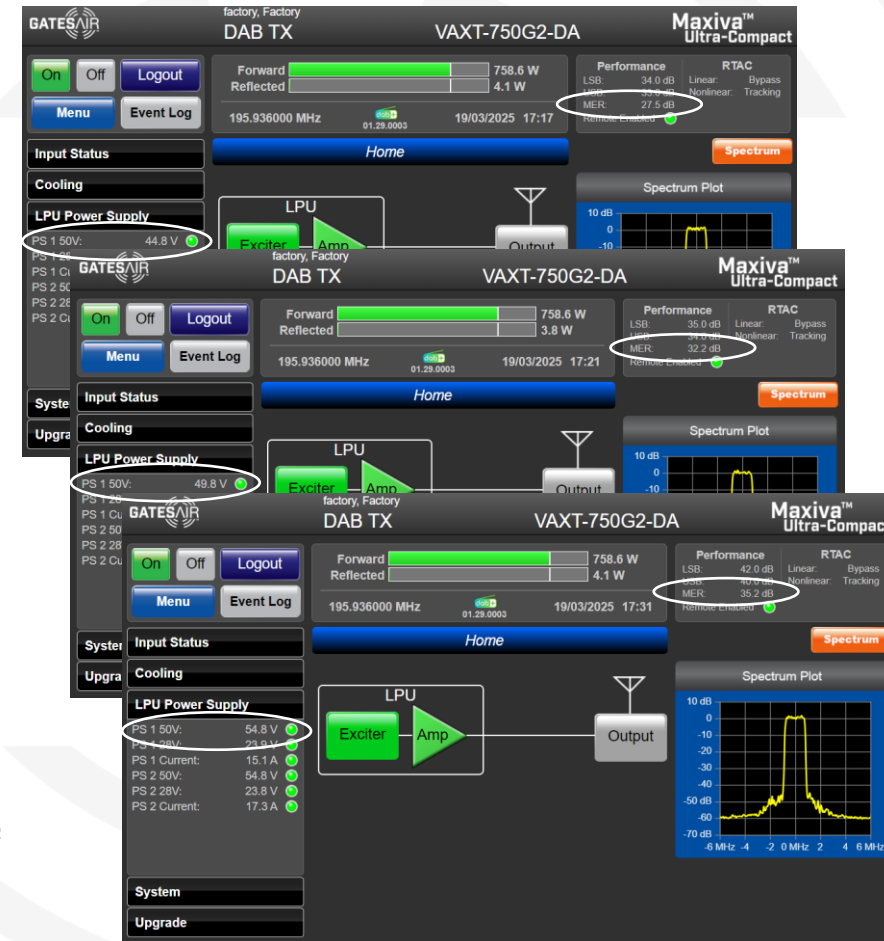 GATESAIR
factory, Factory
DAB TX
VAXT-750G2-DA
Maxiva™
Ultra-Compact
On Off Logout
Menu Event Log
Forward 758.6 W
Reflected 4.1 W
195.936000 MHz
dab+
01.29.0003
19/03/2025 17:17
Performance
LSB: 34.0 dB
MER: 27.5 dB
Remote Enabled
RTAC
Linear: Bypass
Nonlinear: Tracking
Input Status
Home
Spectrum
Cooling
LPU Power Supply
PS 1 50V: 44.8 V
LPU
Exciter Amp
Output
Spectrum Plot
10 dB
0
-10
GATESAIR
factory, Factory
DAB TX
VAXT-750G2-DA
Maxiva™
Ultra-Compact
On Off Logout
Menu Event Log
Forward 758.6 W
Reflected 3.8 W
195.936000 MHz
dab+
01.29.0003
19/03/2025 17:21
Performance
LSB: 35.0 dB
MER: 32.2 dB
Remote Enabled
RTAC
Linear: Bypass
Nonlinear: Tracking
Input Status
Home
Spectrum
Cooling
LPU Power Supply
PS 1 50V: 49.8 V
LPU
Exciter Amp
Output
Spectrum Plot
10 dB
0
-10
GATESAIR
factory, Factory
DAB TX
VAXT-750G2-DA
Maxiva™
Ultra-Compac
On Off Logout
Menu Event Log
Forward 758.6 W
Reflected 4.1 W
195.936000 MHz
dab+
01.29.0003
19/03/2025 17:31
Performance
LSB: 42.0 dB
USB: 40.0 dB
MER: 35.2 dB
Remote Enabled
RTAC
Linear: Bypass
Nonlinear: Tracking
Input Status
Home
Spectrum
Cooling
LPU Power Supply
PS 1 50V: 54.8 V
PS 1 28V: 23.9 V
PS 1 Current: 15.1 A
PS 2 50V: 54.8 V
PS 2 28V: 23.8 V
PS 2 Current: 17.3 A
System
Upgrade
LPU
Exciter Amp
Output
Spectrum Plot
10 dB
0
-10
-20
-30
-40
-50 dB
-60
-70 dB
-6 MHz -4 -2 0 MHz 2 4 6 MHz